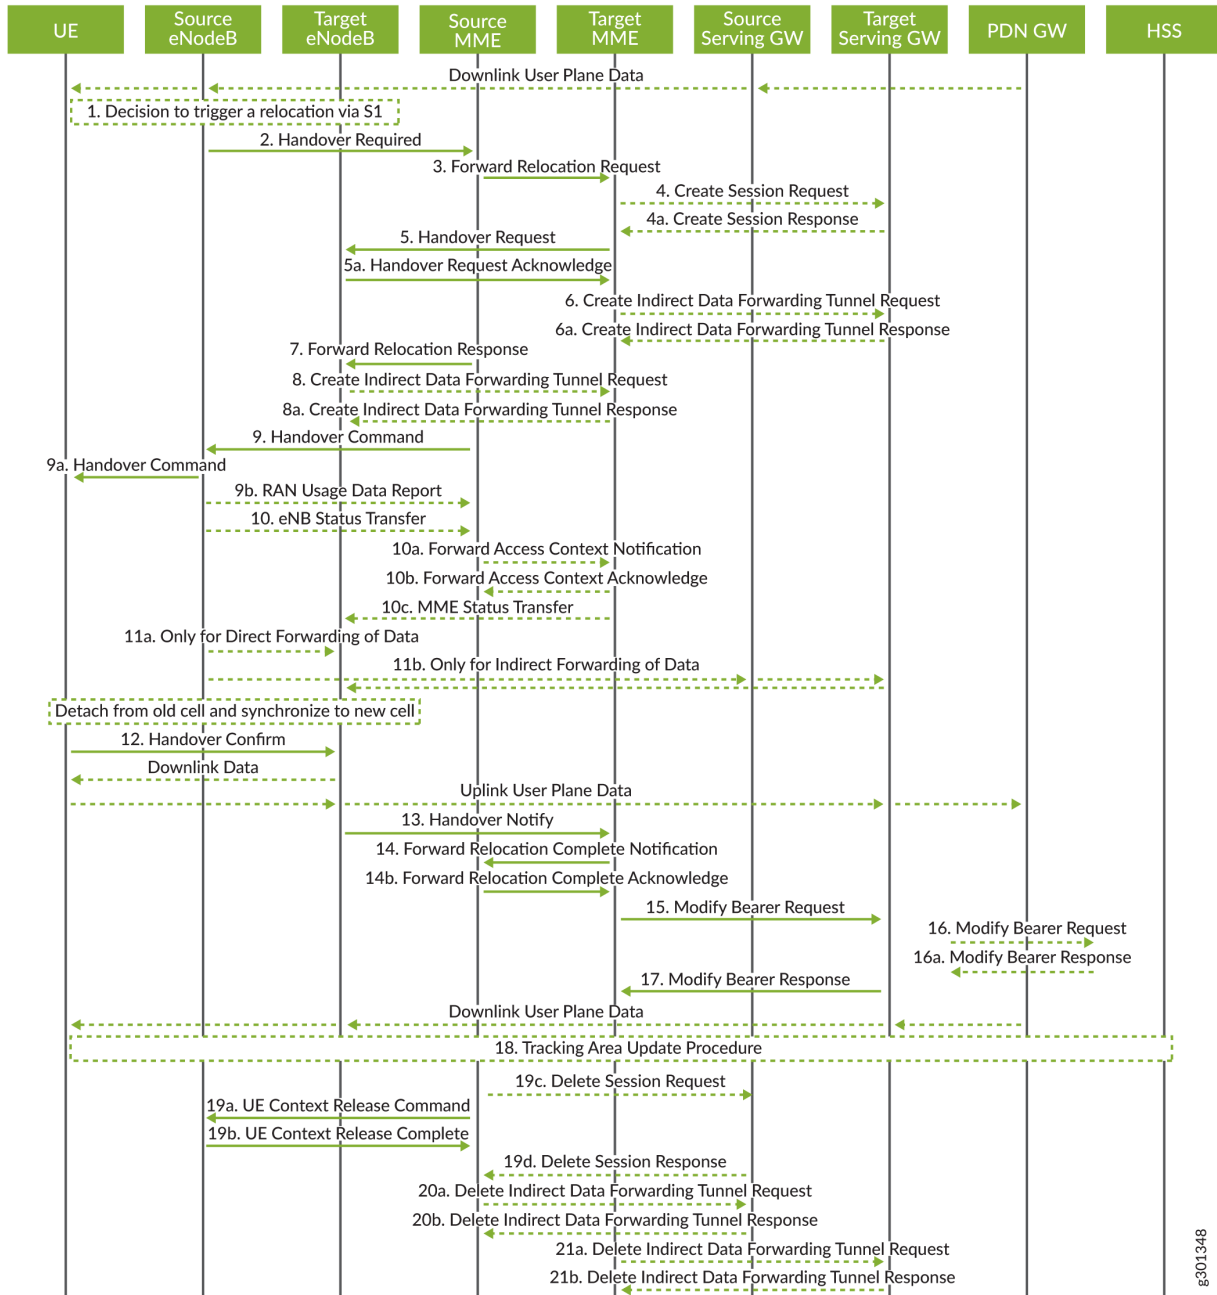 UE
Source
eNodeB
Target
eNodeB
Source
MME
Target
MME
Source
Serving GW
Target
Serving GW
PDN GW
HSS
Downlink User Plane Data
1. Decision to trigger a relocation via S1
2. Handover Required
3. Forward Relocation Request
4. Create Session Request
4a. Create Session Response
5. Handover Request
5a. Handover Request Acknowledge
6. Create Indirect Data Forwarding Tunnel Request
6a. Create Indirect Data Forwarding Tunnel Response
7. Forward Relocation Response
8. Create Indirect Data Forwarding Tunnel Request
8a. Create Indirect Data Forwarding Tunnel Response
9. Handover Command
9a. Handover Command
9b. RAN Usage Data Report
10. eNB Status Transfer
10a. Forward Access Context Notification
10b. Forward Access Context Acknowledge
10c. MME Status Transfer
11a. Only for Direct Forwarding of Data
11b. Only for Indirect Forwarding of Data
Detach from old cell and synchronize to new cell
12. Handover Confirm
Downlink Data
Uplink User Plane Data
13. Handover Notify
14. Forward Relocation Complete Notification
14b. Forward Relocation Complete Acknowledge
15. Modify Bearer Request
16. Modify Bearer Request
16a. Modify Bearer Response
17. Modify Bearer Response
Downlink User Plane Data
18. Tracking Area Update Procedure
19c. Delete Session Request
19a. UE Context Release Command
19b. UE Context Release Complete
19d. Delete Session Response
20a. Delete Indirect Data Forwarding Tunnel Request
20b. Delete Indirect Data Forwarding Tunnel Response
21a. Delete Indirect Data Forwarding Tunnel Request
21b. Delete Indirect Data Forwarding Tunnel Response
g301348